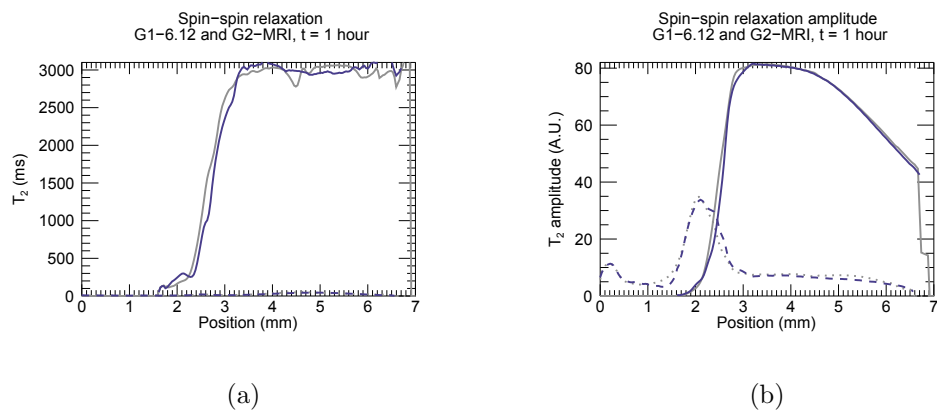 Spin−spin relaxation
G1−6.12 and G2−MRI, t = 1 hour
3000
2500
2000
1500
1000
500
0
T2 (ms)
0 1 2 3 4 5 6 7
Position (mm)
(a)
Spin−spin relaxation amplitude
G1−6.12 and G2−MRI, t = 1 hour
80
60
40
20
0
T2 amplitude (A.U.)
0 1 2 3 4 5 6 7
Position (mm)
(b)